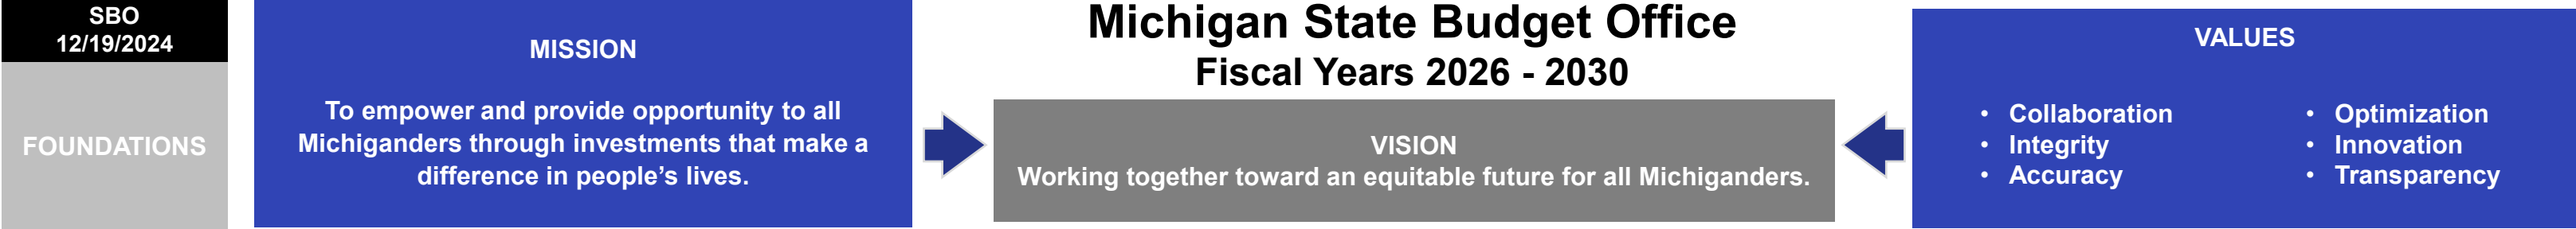 SBO
12/19/2024
FOUNDATIONS
MISSION
To empower and provide opportunity to all
Michiganders through investments that make a
difference in people’s lives.
Michigan State Budget Office
Fiscal Years 2026 - 2030
VISION
Working together toward an equitable future for all Michiganders.
VALUES
• Collaboration
• Integrity
• Accuracy
• Optimization
• Innovation
• Transparency